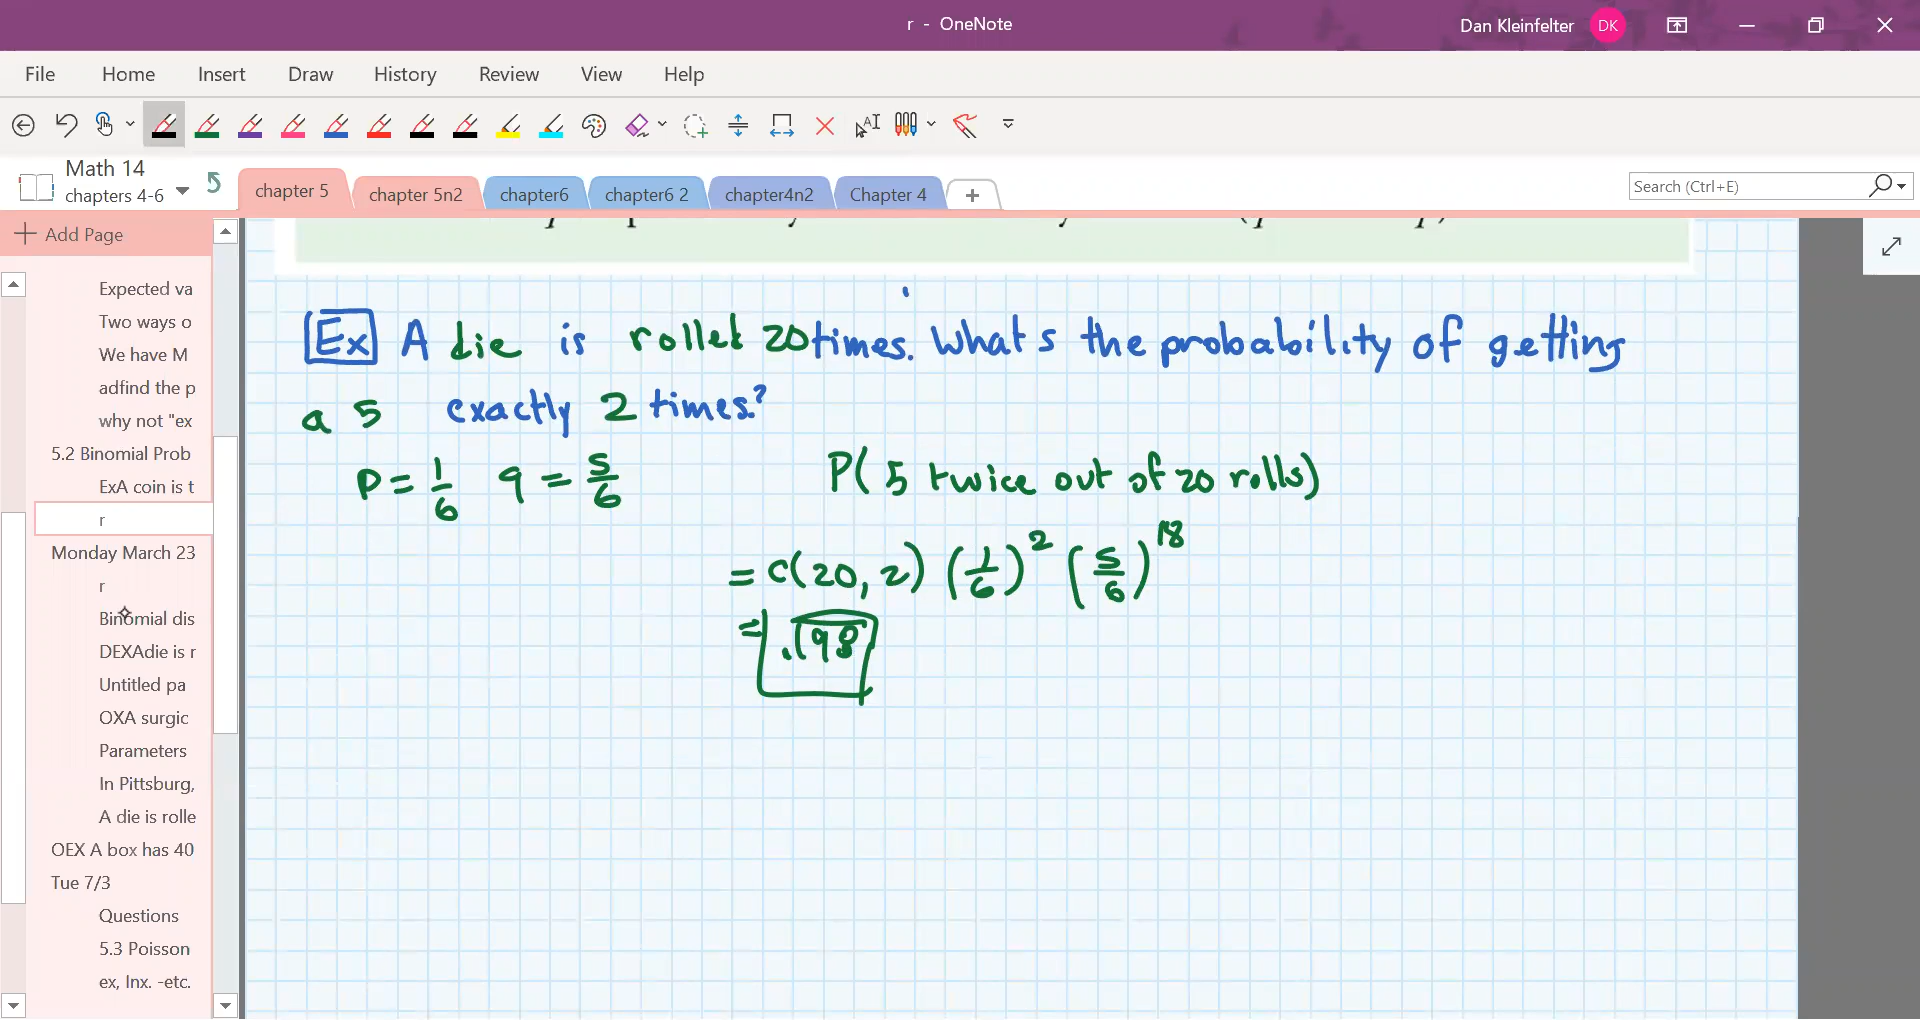 r - OneNote
Dan Kleinfelter DK
File Home Insert Draw History Review View Help
Math 14
chapters 4-6
chapter 5 chapter 5n2 chapter6 chapter6 2 chapter4n2 Chapter 4
Search (Ctrl+E)
Add Page
Expected va
Two ways o
We have M
adfind the p
why not "ex
5.2 Binomial Prob
ExA coin is t
r
Monday March 23
r
Binomial dis
DEXAdie is r
Untitled pa
OXA surgic
Parameters
In Pittsburg,
A die is rolle
OEX A box has 40
Tue 7/3
Questions
5.3 Poisson
ex, Inx. -etc.
Ex A die is rolled 20 times. What's the probability of getting
a 5 exactly 2 times?
P = 1/6 q = 5/6 P( 5 twice out of 20 rolls)
= C(20, 2) (1/6)^2 (5/6)^18
= .198